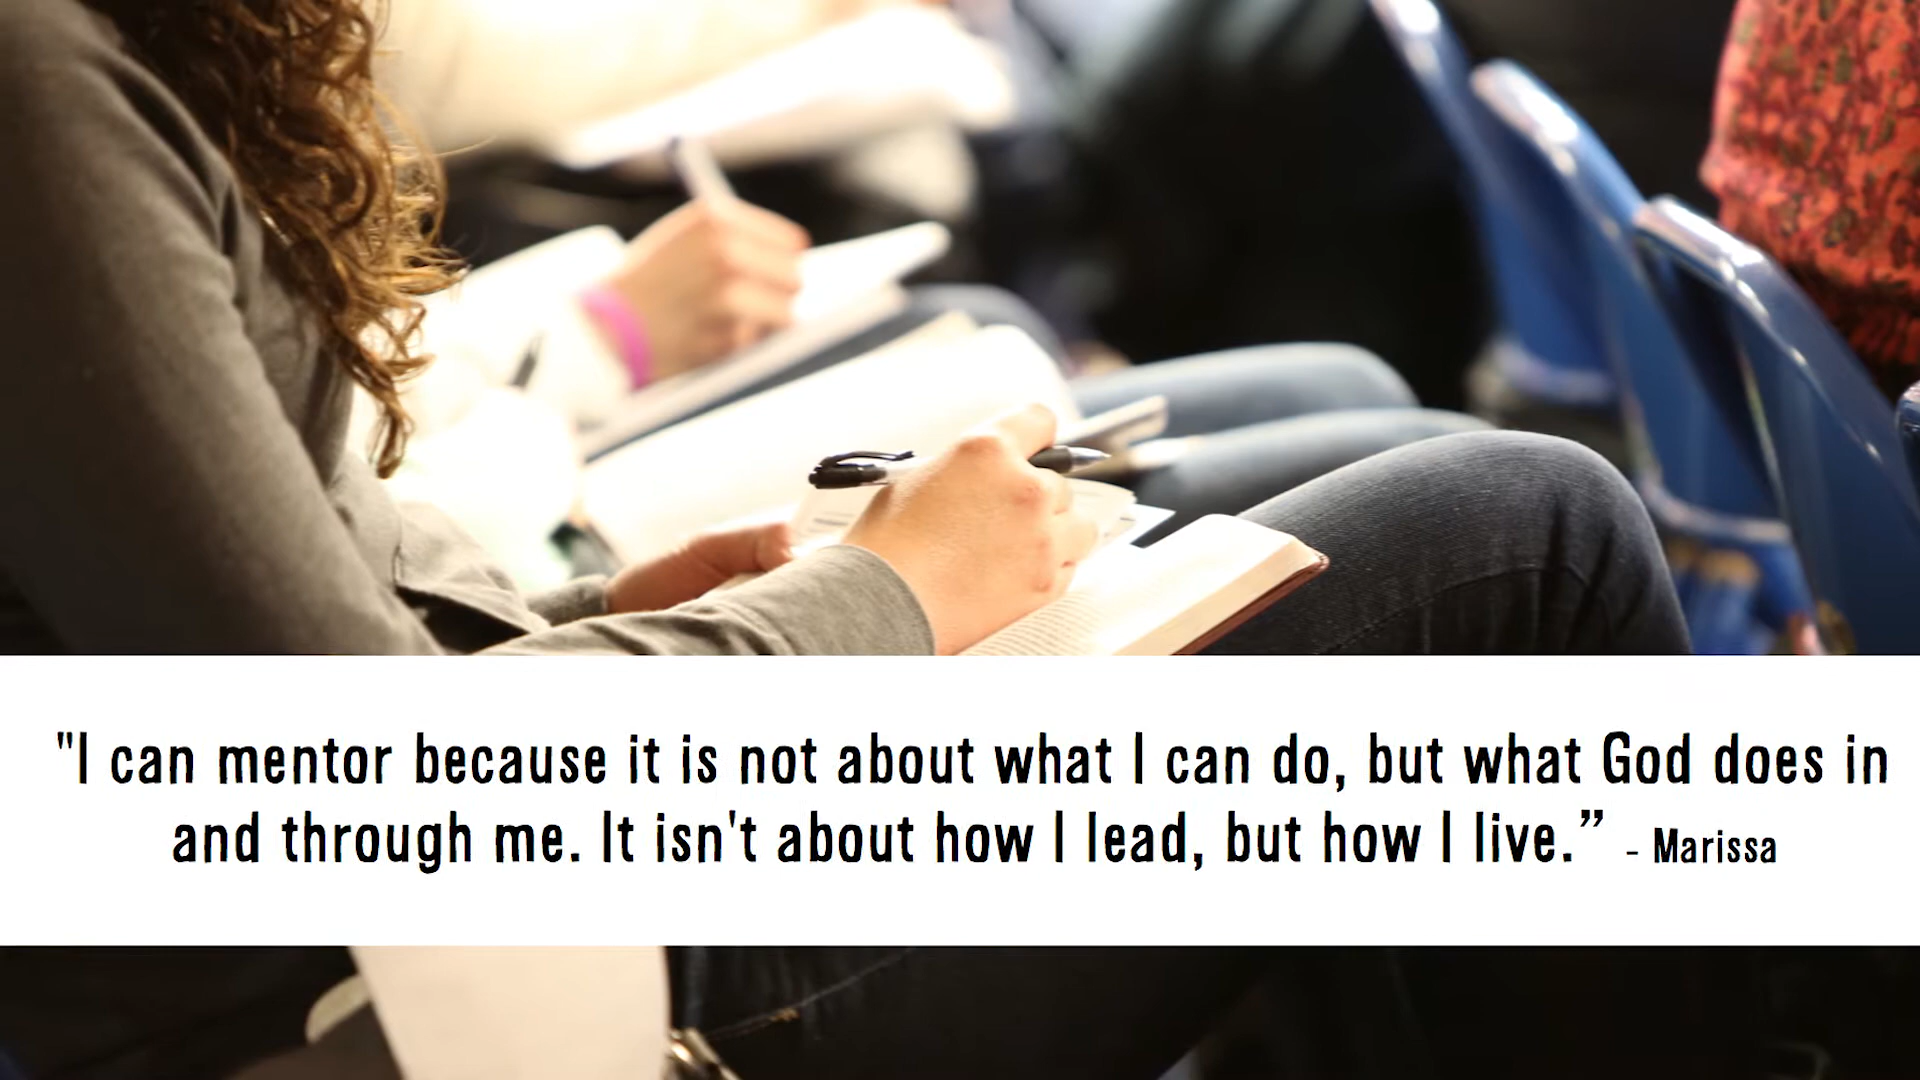 "I can mentor because it is not about what I can do, but what God does in
and through me. It isn't about how I lead, but how I live.” - Marissa